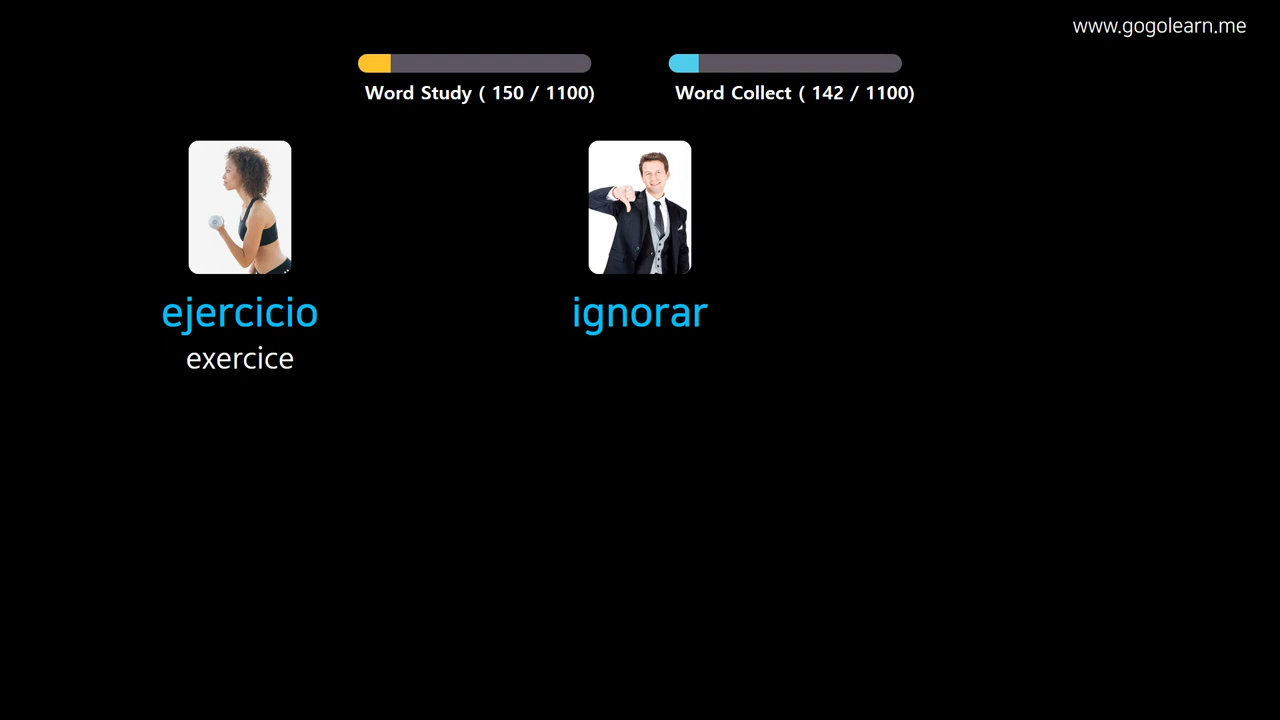 www.gogolearn.me
Word Study ( 150 / 1100)
Word Collect ( 142 / 1100)
ejercicio
ignorar
exercice